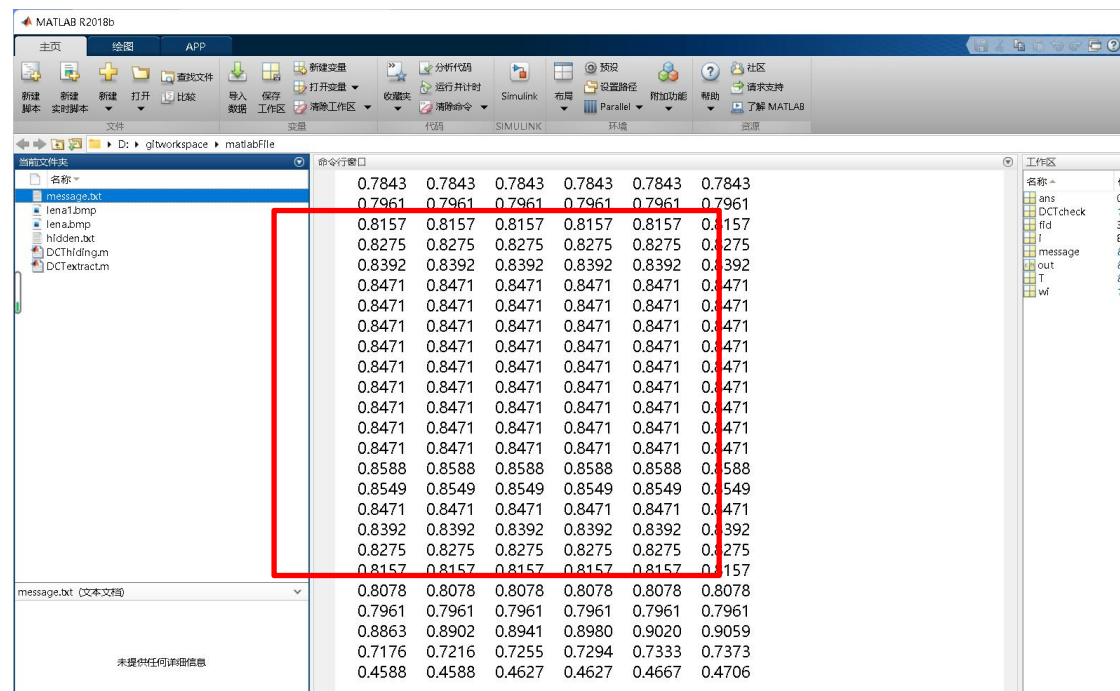 MATLAB R2018b
主页 绘图 APP
新建脚本 新建实时脚本 新建 打开 查找文件 比较 导入数据 保存工作区 新建变量 打开变量 清除工作区 收藏夹 分析代码 运行并计时 清除命令 Simulink 布局 预设 设置路径 Parallel 附加功能 帮助 社区 请求支持 了解 MATLAB
文件 变量 代码 SIMULINK 环境 资源
D: gitworkspace matlabFile
当前文件夹
名称
message.txt
lena1.bmp
lena.bmp
hidden.txt
DCThiding.m
DCTextract.m
message.txt (文本文档)
未提供任何详细信息
命令行窗口
0.7843 0.7843 0.7843 0.7843 0.7843 0.7843
0.7961 0.7961 0.7961 0.7961 0.7961 0.7961
0.8157 0.8157 0.8157 0.8157 0.8157 0.8157
0.8275 0.8275 0.8275 0.8275 0.8275 0.8275
0.8392 0.8392 0.8392 0.8392 0.8392 0.8392
0.8471 0.8471 0.8471 0.8471 0.8471 0.8471
0.8471 0.8471 0.8471 0.8471 0.8471 0.8471
0.8471 0.8471 0.8471 0.8471 0.8471 0.8471
0.8471 0.8471 0.8471 0.8471 0.8471 0.8471
0.8471 0.8471 0.8471 0.8471 0.8471 0.8471
0.8471 0.8471 0.8471 0.8471 0.8471 0.8471
0.8471 0.8471 0.8471 0.8471 0.8471 0.8471
0.8471 0.8471 0.8471 0.8471 0.8471 0.8471
0.8471 0.8471 0.8471 0.8471 0.8471 0.8471
0.8588 0.8588 0.8588 0.8588 0.8588 0.8588
0.8549 0.8549 0.8549 0.8549 0.8549 0.8549
0.8471 0.8471 0.8471 0.8471 0.8471 0.8471
0.8392 0.8392 0.8392 0.8392 0.8392 0.8392
0.8275 0.8275 0.8275 0.8275 0.8275 0.8275
0.8157 0.8157 0.8157 0.8157 0.8157 0.8157
0.8078 0.8078 0.8078 0.8078 0.8078 0.8078
0.7961 0.7961 0.7961 0.7961 0.7961 0.7961
0.8863 0.8902 0.8941 0.8980 0.9020 0.9059
0.7176 0.7216 0.7255 0.7294 0.7333 0.7373
0.4588 0.4588 0.4627 0.4627 0.4667 0.4706
工作区
名称
ans
DCTcheck
fid
i
message
out
T
wi